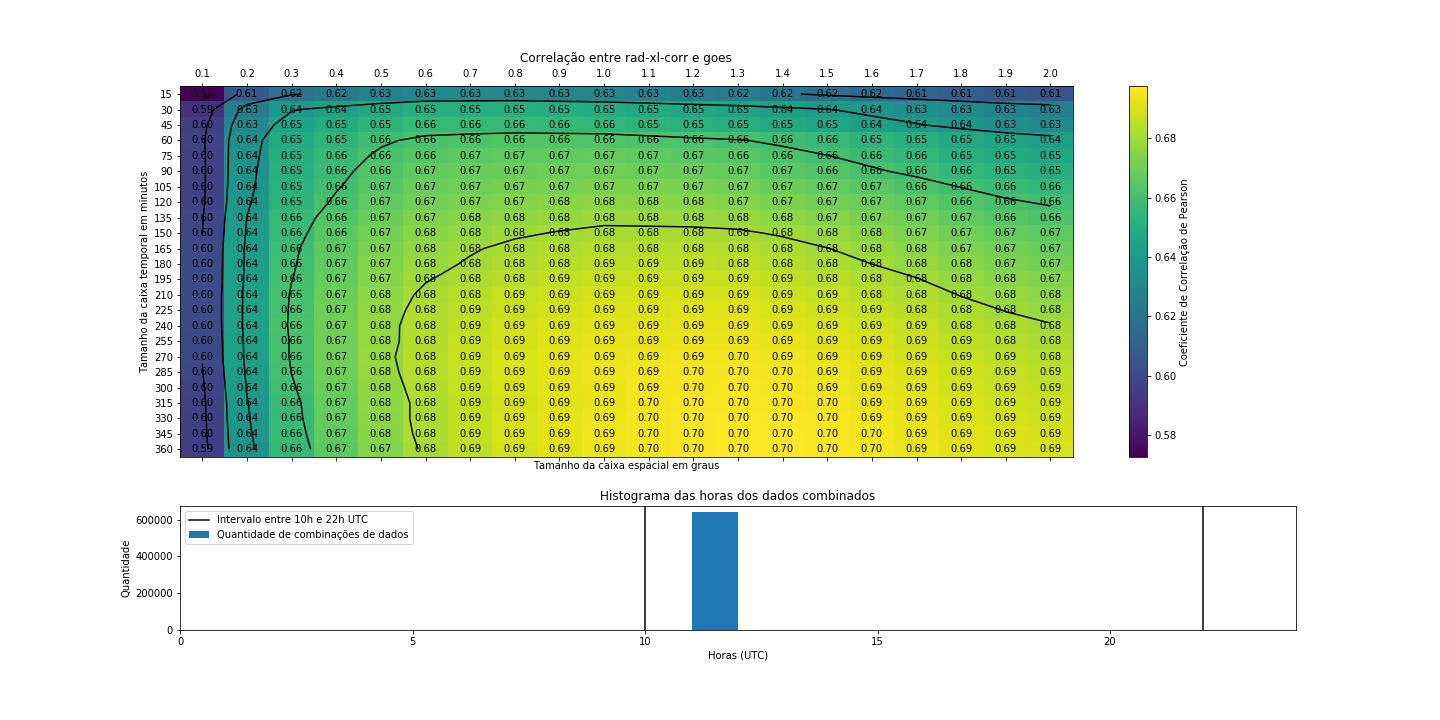 Correlação entre rad-xl-corr e goes
0.1 0.2 0.3 0.4 0.5 0.6 0.7 0.8 0.9 1.0 1.1 1.2 1.3 1.4 1.5 1.6 1.7 1.8 1.9 2.0
15 0.61 0.62 0.62 0.62 0.63 0.63 0.63 0.63 0.63 0.63 0.63 0.62 0.62 0.62 0.62 0.61 0.61 0.61 0.61
30 0.59 0.63 0.64 0.64 0.65 0.65 0.65 0.65 0.65 0.65 0.65 0.65 0.65 0.64 0.64 0.64 0.63 0.63 0.63 0.63
45 0.60 0.63 0.65 0.65 0.65 0.66 0.66 0.66 0.66 0.66 0.65 0.65 0.65 0.65 0.65 0.64 0.64 0.64 0.63 0.63
60 0.60 0.64 0.65 0.65 0.66 0.66 0.66 0.66 0.66 0.66 0.66 0.66 0.66 0.66 0.65 0.65 0.65 0.65 0.64 0.64
75 0.60 0.64 0.65 0.66 0.66 0.66 0.67 0.67 0.67 0.67 0.67 0.67 0.66 0.66 0.66 0.66 0.66 0.65 0.65 0.65
90 0.60 0.64 0.65 0.66 0.67 0.67 0.67 0.67 0.67 0.67 0.67 0.67 0.67 0.67 0.66 0.66 0.66 0.66 0.65 0.65
105 0.60 0.64 0.65 0.66 0.67 0.67 0.67 0.67 0.67 0.67 0.67 0.67 0.67 0.67 0.67 0.67 0.66 0.66 0.66 0.66
120 0.60 0.64 0.65 0.66 0.67 0.67 0.67 0.67 0.68 0.68 0.68 0.68 0.67 0.67 0.67 0.67 0.67 0.66 0.66 0.66
135 0.60 0.64 0.66 0.66 0.67 0.67 0.68 0.68 0.68 0.68 0.68 0.68 0.68 0.68 0.67 0.67 0.67 0.67 0.66 0.66
150 0.60 0.64 0.66 0.66 0.67 0.67 0.68 0.68 0.68 0.68 0.68 0.68 0.68 0.68 0.68 0.67 0.67 0.67 0.67 0.66
165 0.60 0.64 0.66 0.67 0.67 0.68 0.68 0.68 0.68 0.68 0.68 0.68 0.68 0.68 0.68 0.68 0.67 0.67 0.67 0.67
180 0.60 0.64 0.66 0.67 0.67 0.68 0.68 0.68 0.68 0.69 0.69 0.69 0.68 0.68 0.68 0.68 0.68 0.68 0.67 0.67
195 0.60 0.64 0.66 0.67 0.67 0.68 0.68 0.68 0.69 0.69 0.69 0.69 0.69 0.69 0.68 0.68 0.68 0.68 0.68 0.67
210 0.60 0.64 0.66 0.67 0.68 0.68 0.68 0.69 0.69 0.69 0.69 0.69 0.69 0.69 0.69 0.68 0.68 0.68 0.68 0.68
225 0.60 0.64 0.66 0.67 0.68 0.68 0.69 0.69 0.69 0.69 0.69 0.69 0.69 0.69 0.69 0.69 0.68 0.68 0.68 0.68
240 0.60 0.64 0.66 0.67 0.68 0.68 0.69 0.69 0.69 0.69 0.69 0.69 0.69 0.69 0.69 0.69 0.69 0.68 0.68 0.68
255 0.60 0.64 0.66 0.67 0.68 0.68 0.69 0.69 0.69 0.69 0.69 0.69 0.69 0.69 0.69 0.69 0.69 0.69 0.68 0.68
270 0.60 0.64 0.66 0.67 0.68 0.68 0.69 0.69 0.69 0.69 0.69 0.70 0.70 0.69 0.69 0.69 0.69 0.69 0.69 0.68
285 0.60 0.64 0.66 0.67 0.68 0.68 0.69 0.69 0.69 0.69 0.69 0.70 0.70 0.70 0.69 0.69 0.69 0.69 0.69 0.69
300 0.60 0.64 0.66 0.67 0.68 0.68 0.69 0.69 0.69 0.69 0.69 0.70 0.70 0.70 0.69 0.69 0.69 0.69 0.69 0.69
315 0.60 0.64 0.66 0.67 0.68 0.68 0.69 0.69 0.69 0.69 0.70 0.70 0.70 0.70 0.70 0.69 0.69 0.69 0.69 0.69
330 0.60 0.64 0.66 0.67 0.68 0.68 0.69 0.69 0.69 0.69 0.70 0.70 0.70 0.70 0.70 0.69 0.69 0.69 0.69 0.69
345 0.60 0.64 0.66 0.67 0.68 0.68 0.69 0.69 0.69 0.69 0.70 0.70 0.70 0.70 0.70 0.70 0.69 0.69 0.69 0.69
360 0.59 0.64 0.66 0.67 0.67 0.68 0.69 0.69 0.69 0.69 0.70 0.70 0.70 0.70 0.70 0.70 0.69 0.69 0.69 0.69
Tamanho da caixa temporal em minutos
Tamanho da caixa espacial em graus
0.68
0.66
0.64
0.62
0.60
0.58
Coeficiente de Correlação de Pearson
Histograma das horas dos dados combinados
Intervalo entre 10h e 22h UTC
Quantidade de combinações de dados
600000
400000
200000
0
Quantidade
0 5 10 15 20
Horas (UTC)